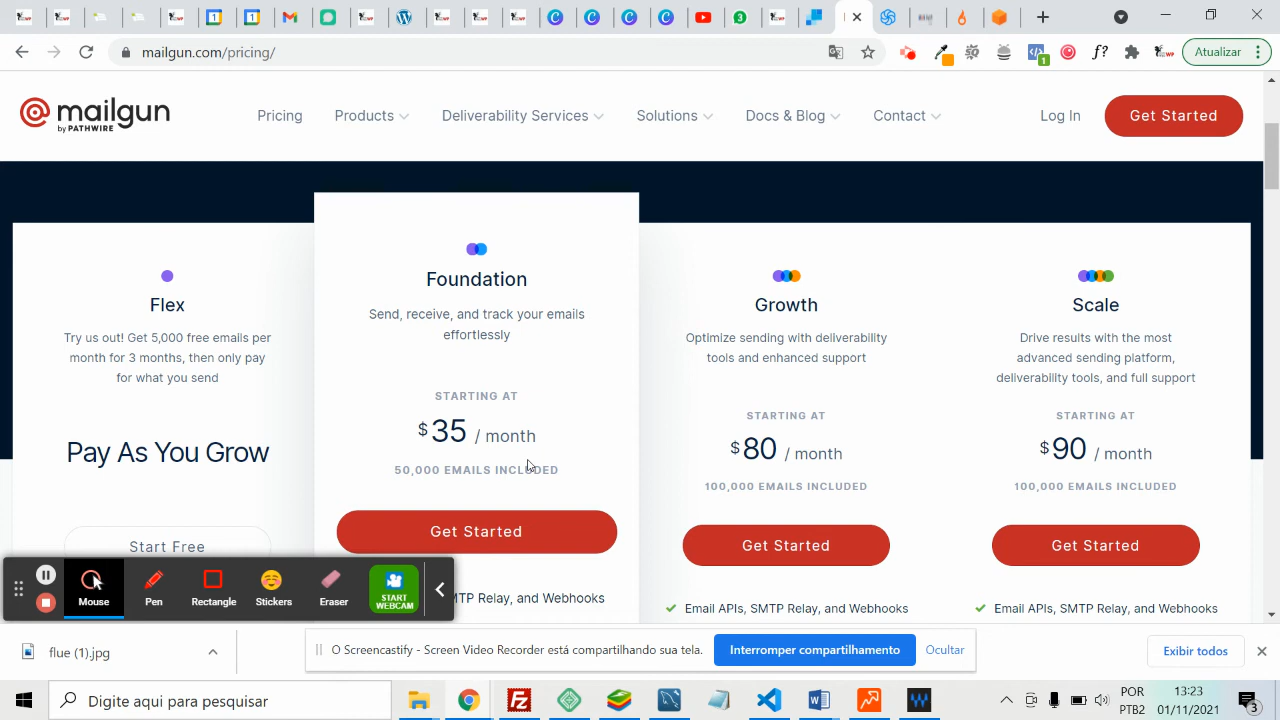 mailgun.com/pricing/
Atualizar
mailgun
by PATHWIRE
Pricing
Products
Deliverability Services
Solutions
Docs & Blog
Contact
Log In
Get Started
Flex
Try us out! Get 5,000 free emails per
month for 3 months, then only pay
for what you send
Pay As You Grow
Start Free
Foundation
Send, receive, and track your emails
effortlessly
STARTING AT
$35 / month
50,000 EMAILS INCLUDED
Get Started
MTP Relay, and Webhooks
Growth
Optimize sending with deliverability
tools and enhanced support
STARTING AT
$80 / month
100,000 EMAILS INCLUDED
Get Started
Email APIs, SMTP Relay, and Webhooks
Scale
Drive results with the most
advanced sending platform,
deliverability tools, and full support
STARTING AT
$90 / month
100,000 EMAILS INCLUDED
Get Started
Email APIs, SMTP Relay, and Webhooks
Mouse
Pen
Rectangle
Stickers
Eraser
START
WEBCAM
flue (1).jpg
O Screencastify - Screen Video Recorder está compartilhando sua tela.
Interromper compartilhamento
Ocultar
Exibir todos
Digite aqui para pesquisar
POR
PTB2
13:23
01/11/2021
3